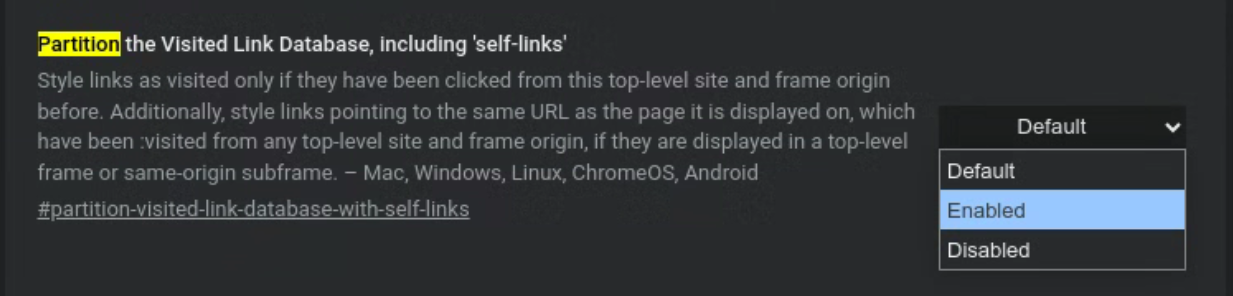 Partition the Visited Link Database, including 'self-links'
Style links as visited only if they have been clicked from this top-level site and frame origin
before. Additionally, style links pointing to the same URL as the page it is displayed on, which
have been :visited from any top-level site and frame origin, if they are displayed in a top-level
frame or same-origin subframe. – Mac, Windows, Linux, ChromeOS, Android
#partition-visited-link-database-with-self-links
Default
Default
Enabled
Disabled